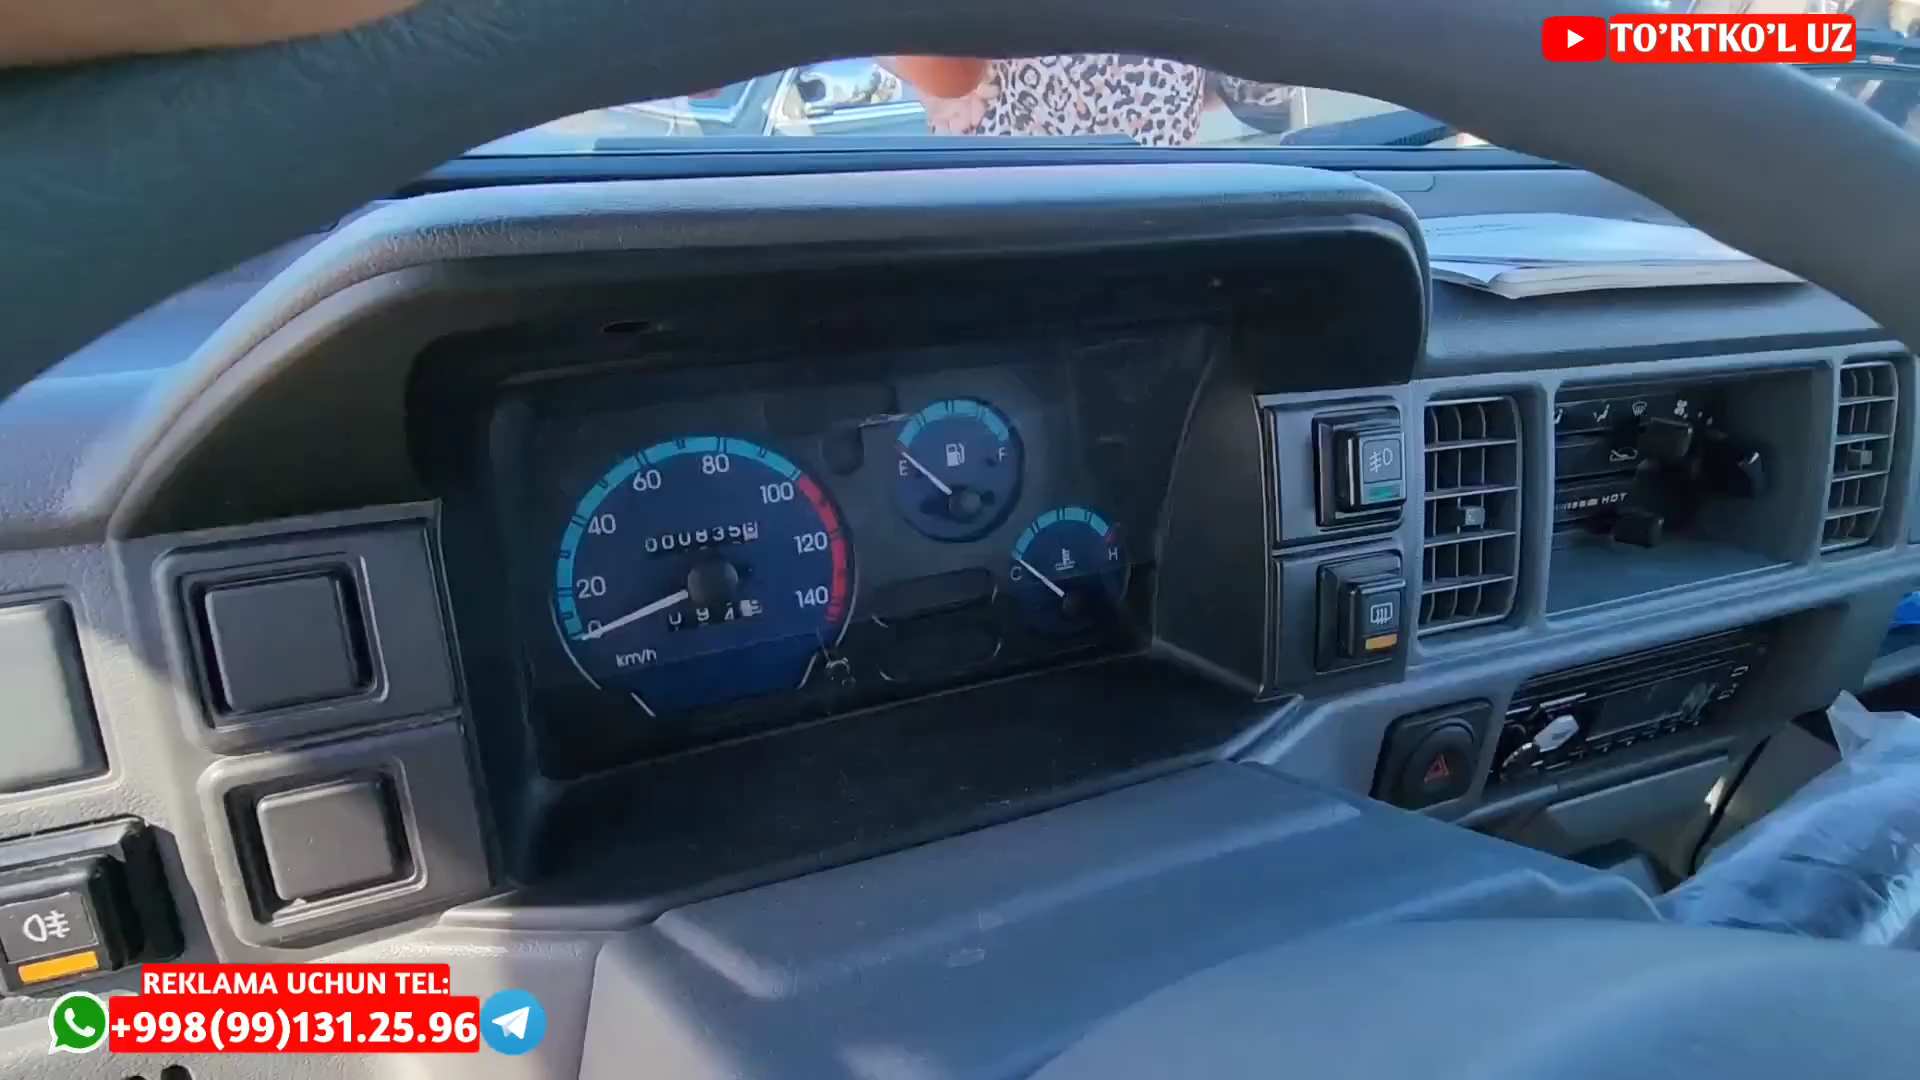 TO’RTKO’L UZ
E
F
80
60
100
40
120
20
140
0
km/h
C
H
HOT
REKLAMA UCHUN TEL:
+998(99)131.25.96